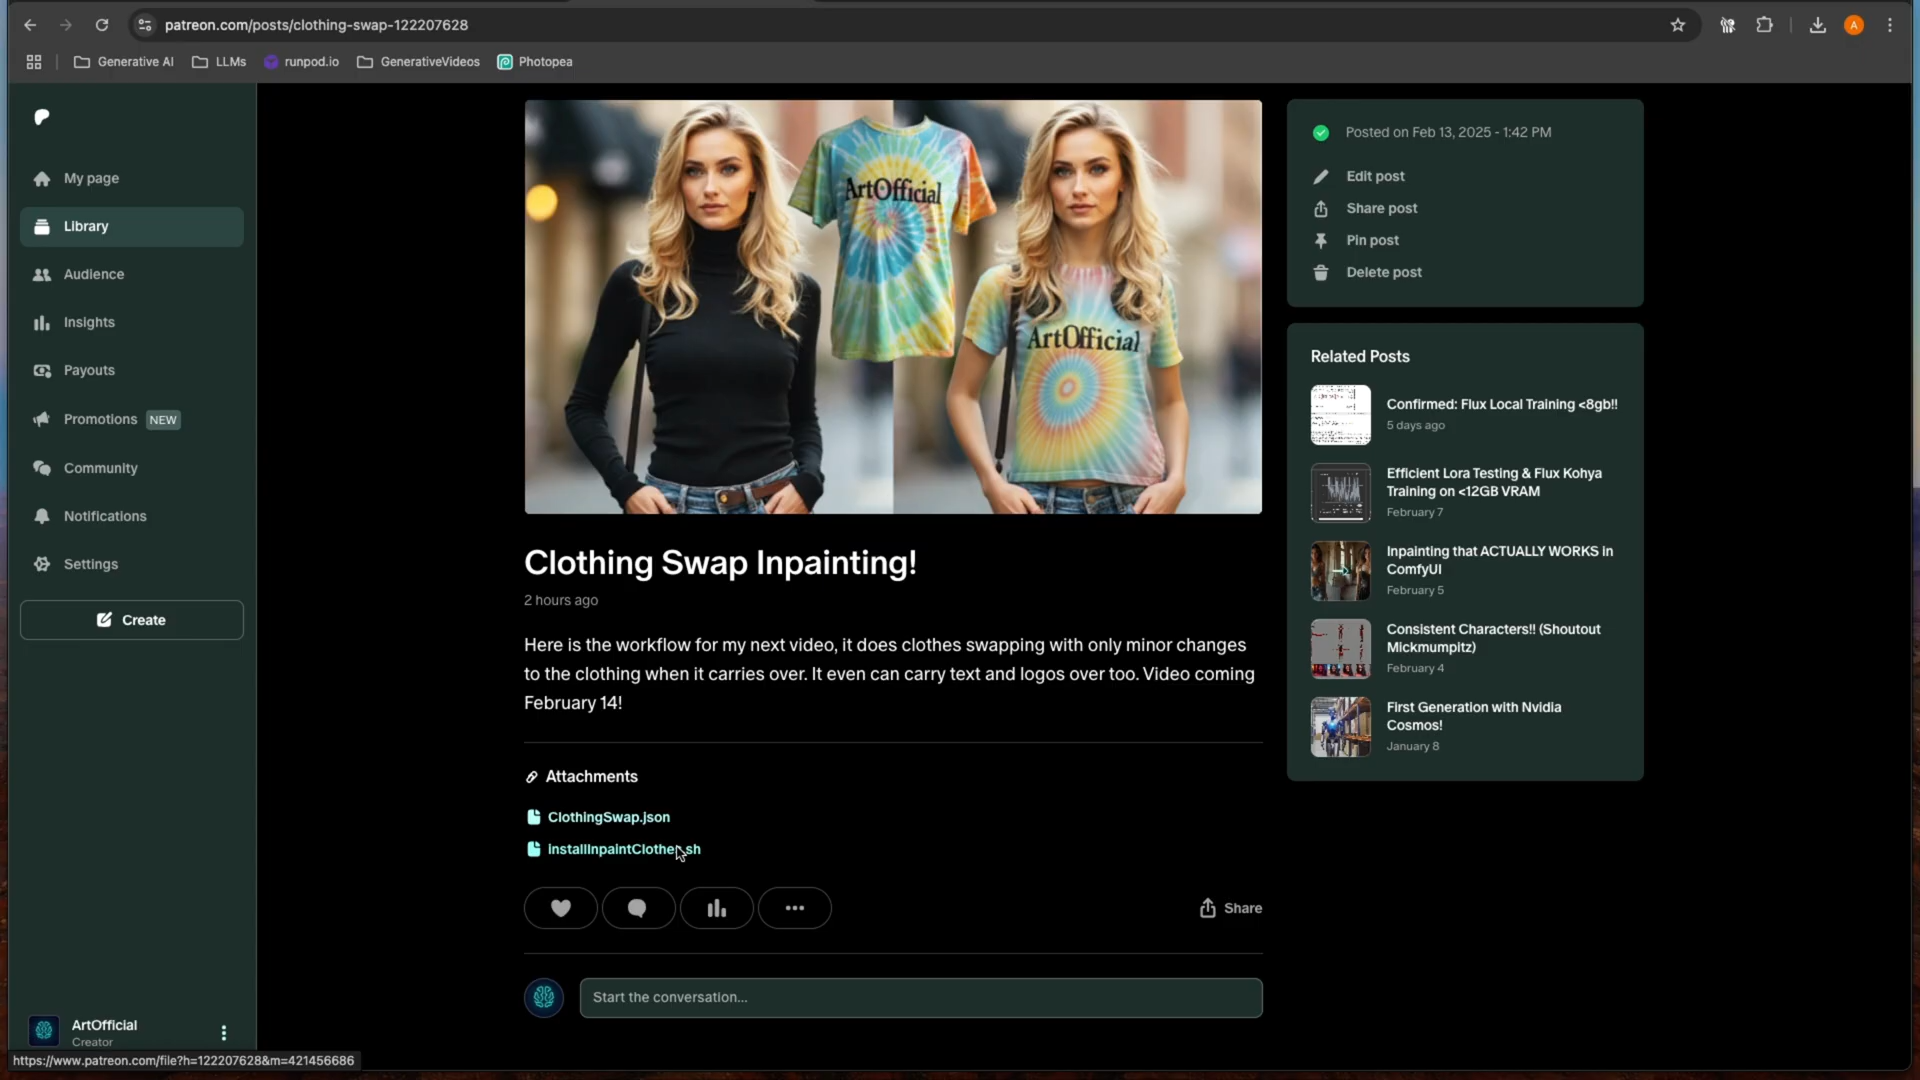 patreon.com/posts/clothing-swap-122207628
A
Generative AI
LLMs
runpod.io
GenerativeVideos
Photopea
My page
Library
Audience
Insights
Payouts
Promotions NEW
Community
Notifications
Settings
Create
ArtOfficial
Creator
https://www.patreon.com/file?h=122207628&m=421456686
ArtOfficial
ArtOfficial
Clothing Swap Inpainting!
2 hours ago
Here is the workflow for my next video, it does clothes swapping with only minor changes
to the clothing when it carries over. It even can carry text and logos over too. Video coming
February 14!
Attachments
ClothingSwap.json
installInpaintClothes.sh
Share
Start the conversation...
Posted on Feb 13, 2025 - 1:42 PM
Edit post
Share post
Pin post
Delete post
Related Posts
Confirmed: Flux Local Training <8gb!!
5 days ago
Efficient Lora Testing & Flux Kohya
Training on <12GB VRAM
February 7
Inpainting that ACTUALLY WORKS in
ComfyUI
February 5
Consistent Characters!! (Shoutout
Mickmumpitz)
February 4
First Generation with Nvidia
Cosmos!
January 8